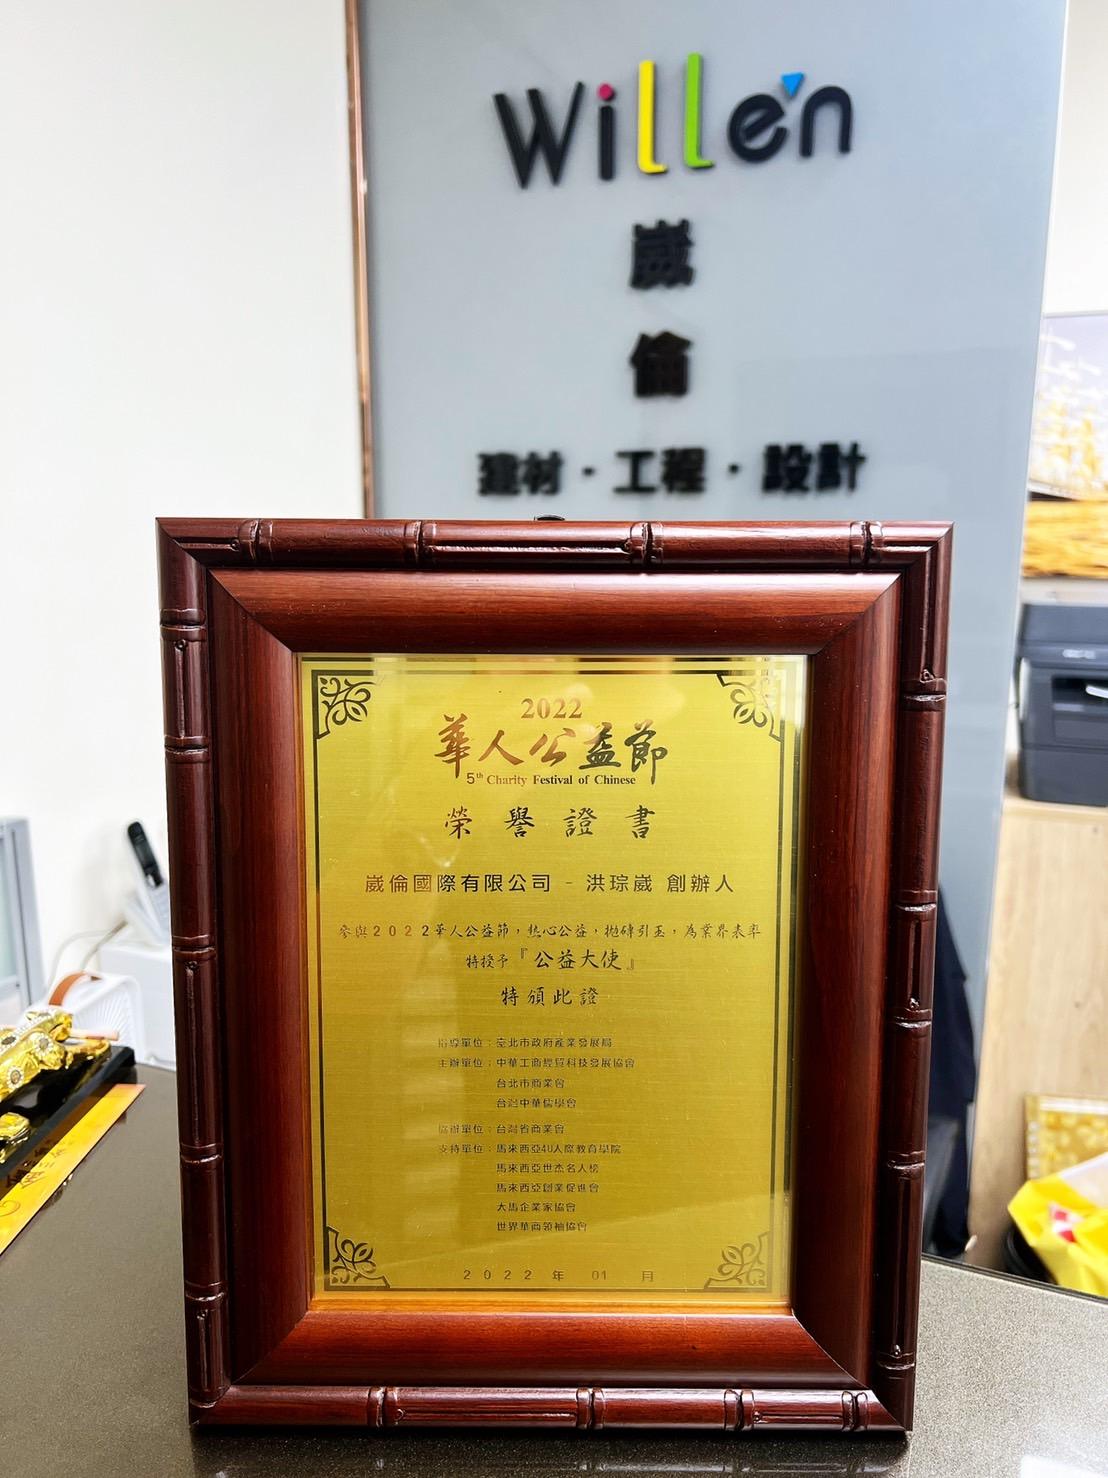 Willen
崴
倫
建材·工程·設計
2022
華人公益節
5th Charity Festival of Chinese
榮譽證書
崴倫國際有限公司 - 洪琮崴 創辦人
參與2022華人公益節，熱心公益，拋磚引玉，為業界表率
特授予『公益大使』
特頒此證
指導單位：臺北市政府產業發展局
主辦單位：中華工商經貿科技發展協會
台北市商業會
台灣中華儒學會
協辦單位：台灣省商業會
支持單位：馬來西亞4U人際教育學院
馬來西亞世杰名人榜
馬來西亞創業促進會
大馬企業家協會
世界華商領袖協會
2022年01月